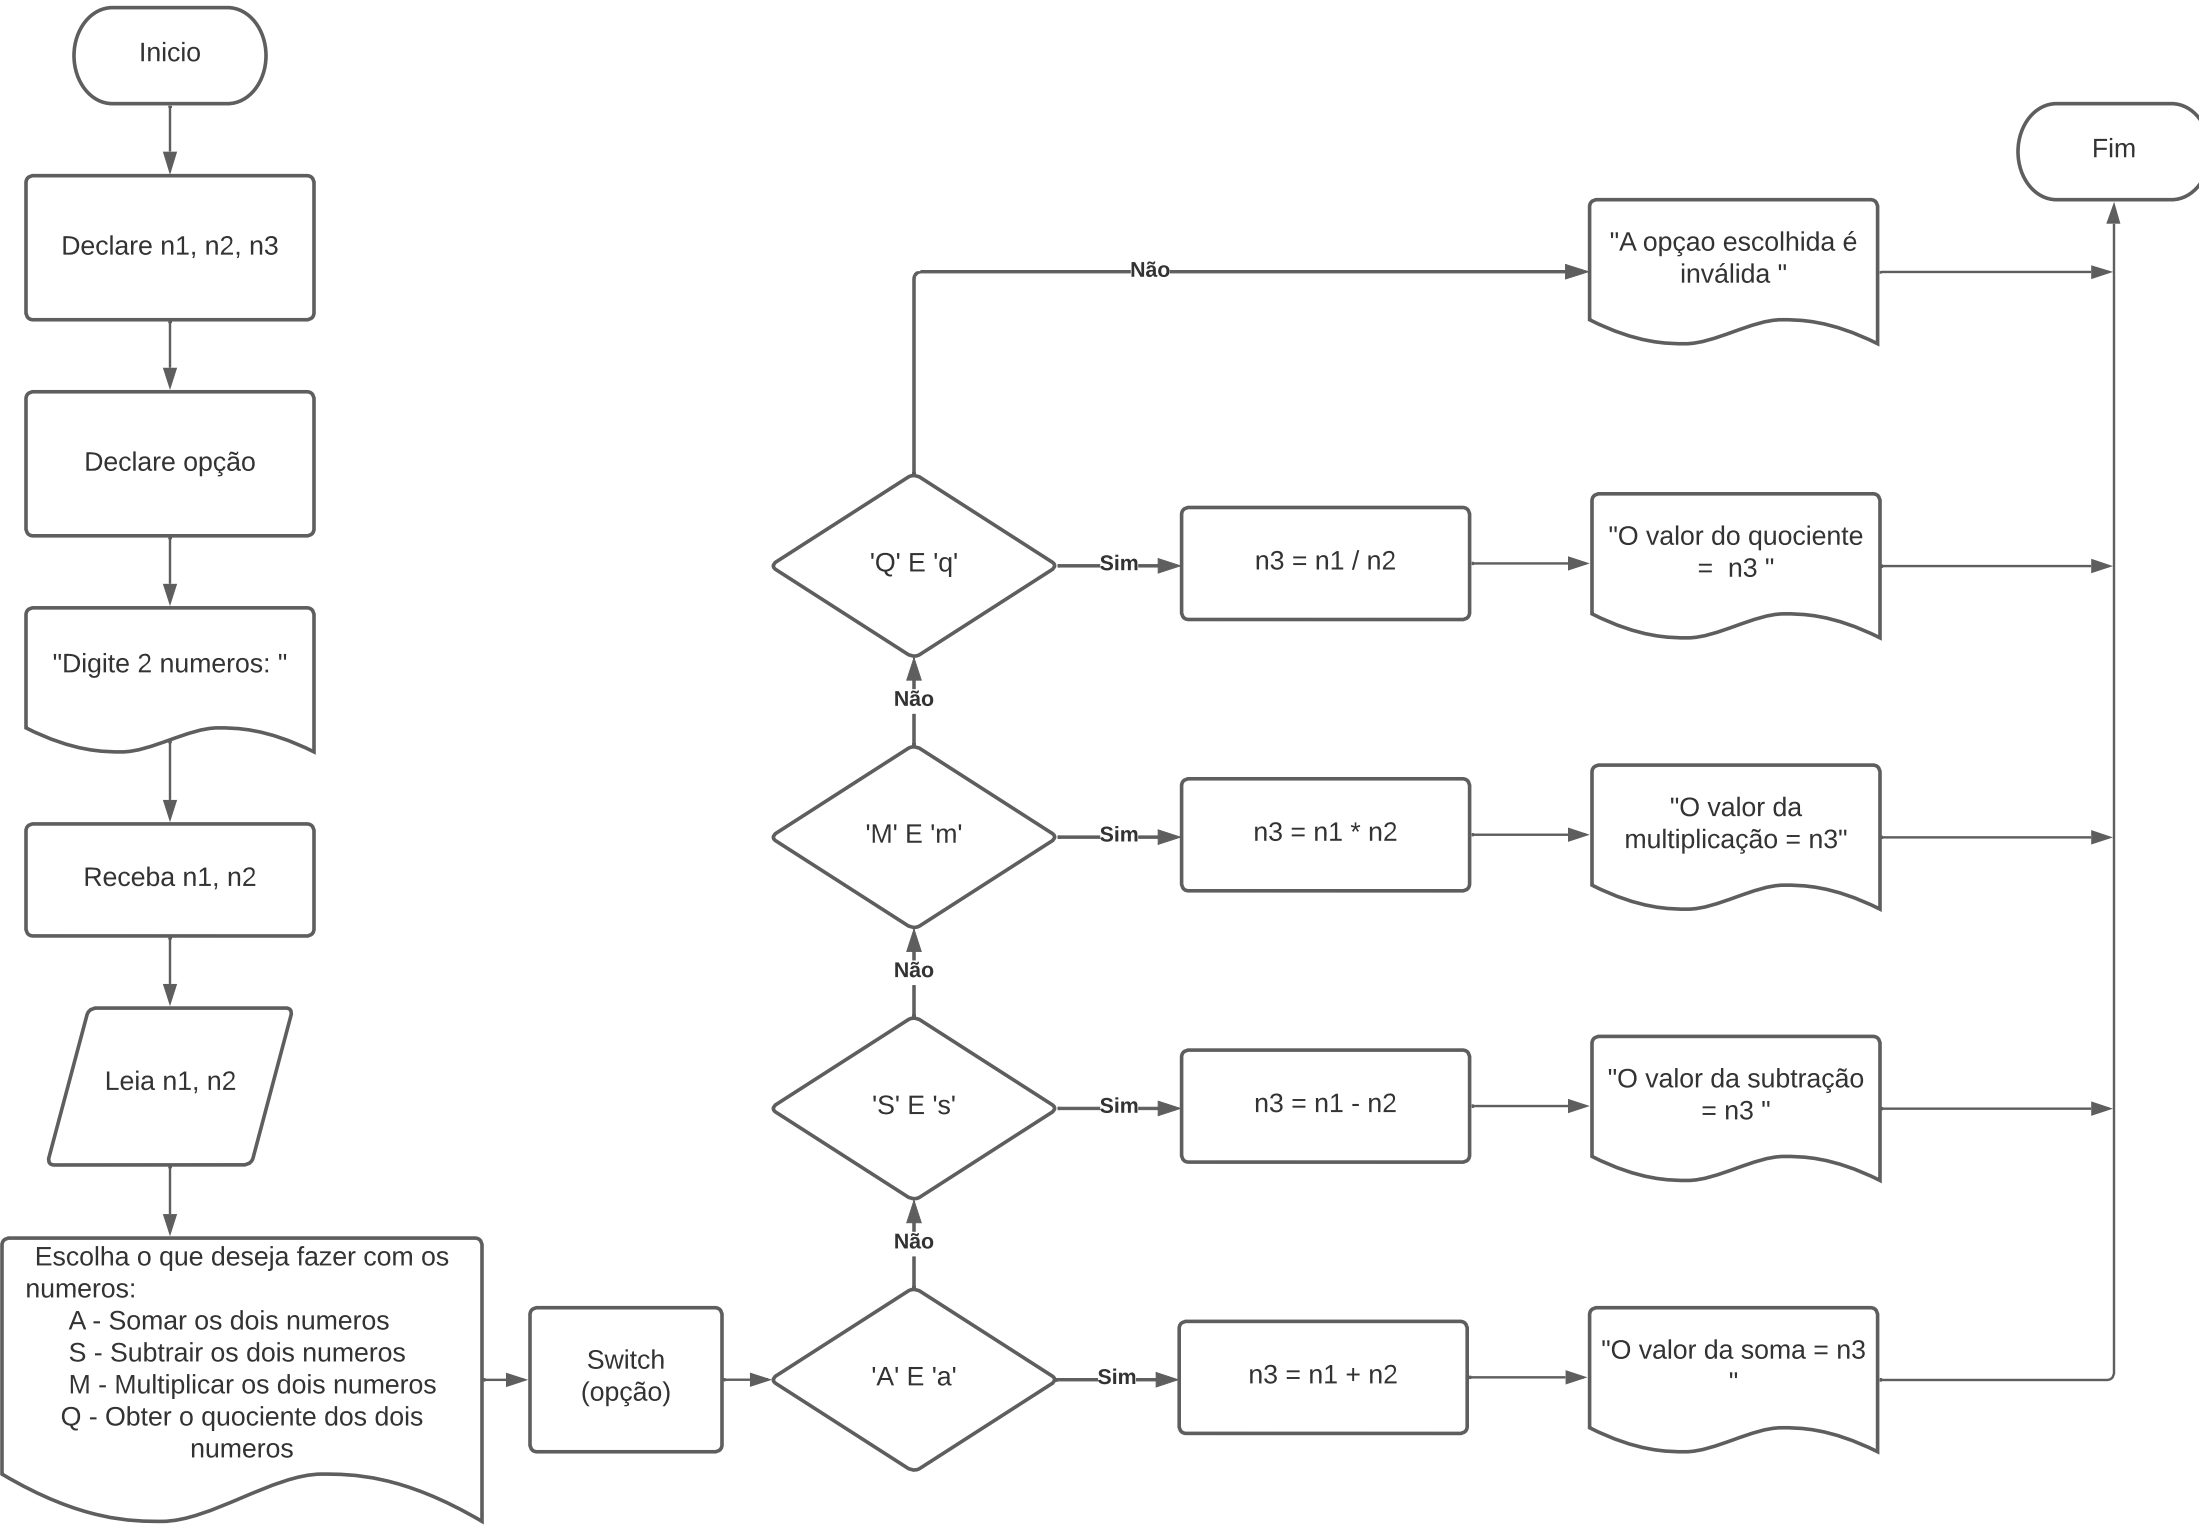 Inicio
Declare n1, n2, n3
Declare opção
"Digite 2 numeros: "
Receba n1, n2
Leia n1, n2
Escolha o que deseja fazer com os
numeros:
A - Somar os dois numeros
S - Subtrair os dois numeros
M - Multiplicar os dois numeros
Q - Obter o quociente dos dois
numeros
Switch
(opção)
'A' E 'a'
Sim
n3 = n1 + n2
"O valor da soma = n3
"
Não
'S' E 's'
Sim
n3 = n1 - n2
"O valor da subtração
= n3 "
Não
'M' E 'm'
Sim
n3 = n1 * n2
"O valor da
multiplicação = n3"
Não
'Q' E 'q'
Sim
n3 = n1 / n2
"O valor do quociente
=  n3 "
Não
"A opçao escolhida é
inválida "
Fim